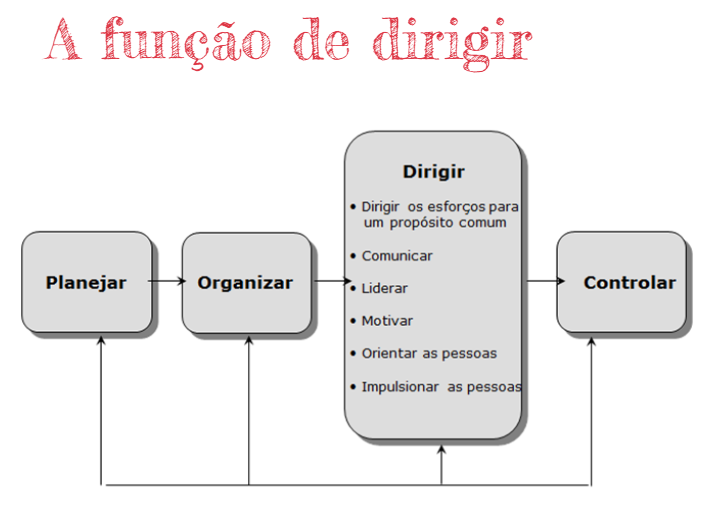 A função de dirigir
Planejar
Organizar
Dirigir
• Dirigir os esforços para
um propósito comum
• Comunicar
• Liderar
• Motivar
• Orientar as pessoas
• Impulsionar as pessoas
Controlar